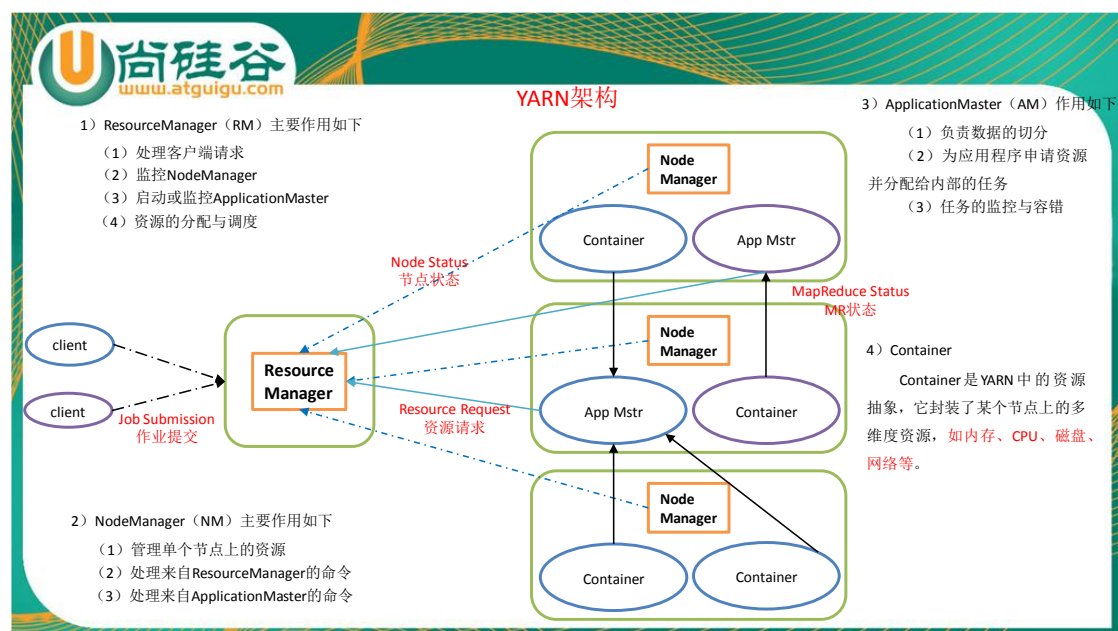 尚硅谷
www.atguigu.com
YARN架构
1）ResourceManager（RM）主要作用如下
（1）处理客户端请求
（2）监控NodeManager
（3）启动或监控ApplicationMaster
（4）资源的分配与调度
3）ApplicationMaster（AM）作用如下
（1）负责数据的切分
（2）为应用程序申请资源
并分配给内部的任务
（3）任务的监控与容错
Node
Manager
Container
App Mstr
Node Status
节点状态
MapReduce Status
MR状态
client
client
Job Submission
作业提交
Resource
Manager
Resource Request
资源请求
Node
Manager
App Mstr
Container
4）Container
Container是YARN中的资源
抽象，它封装了某个节点上的多
维度资源，如内存、CPU、磁盘、
网络等。
Node
Manager
Container
Container
2）NodeManager（NM）主要作用如下
（1）管理单个节点上的资源
（2）处理来自ResourceManager的命令
（3）处理来自ApplicationMaster的命令